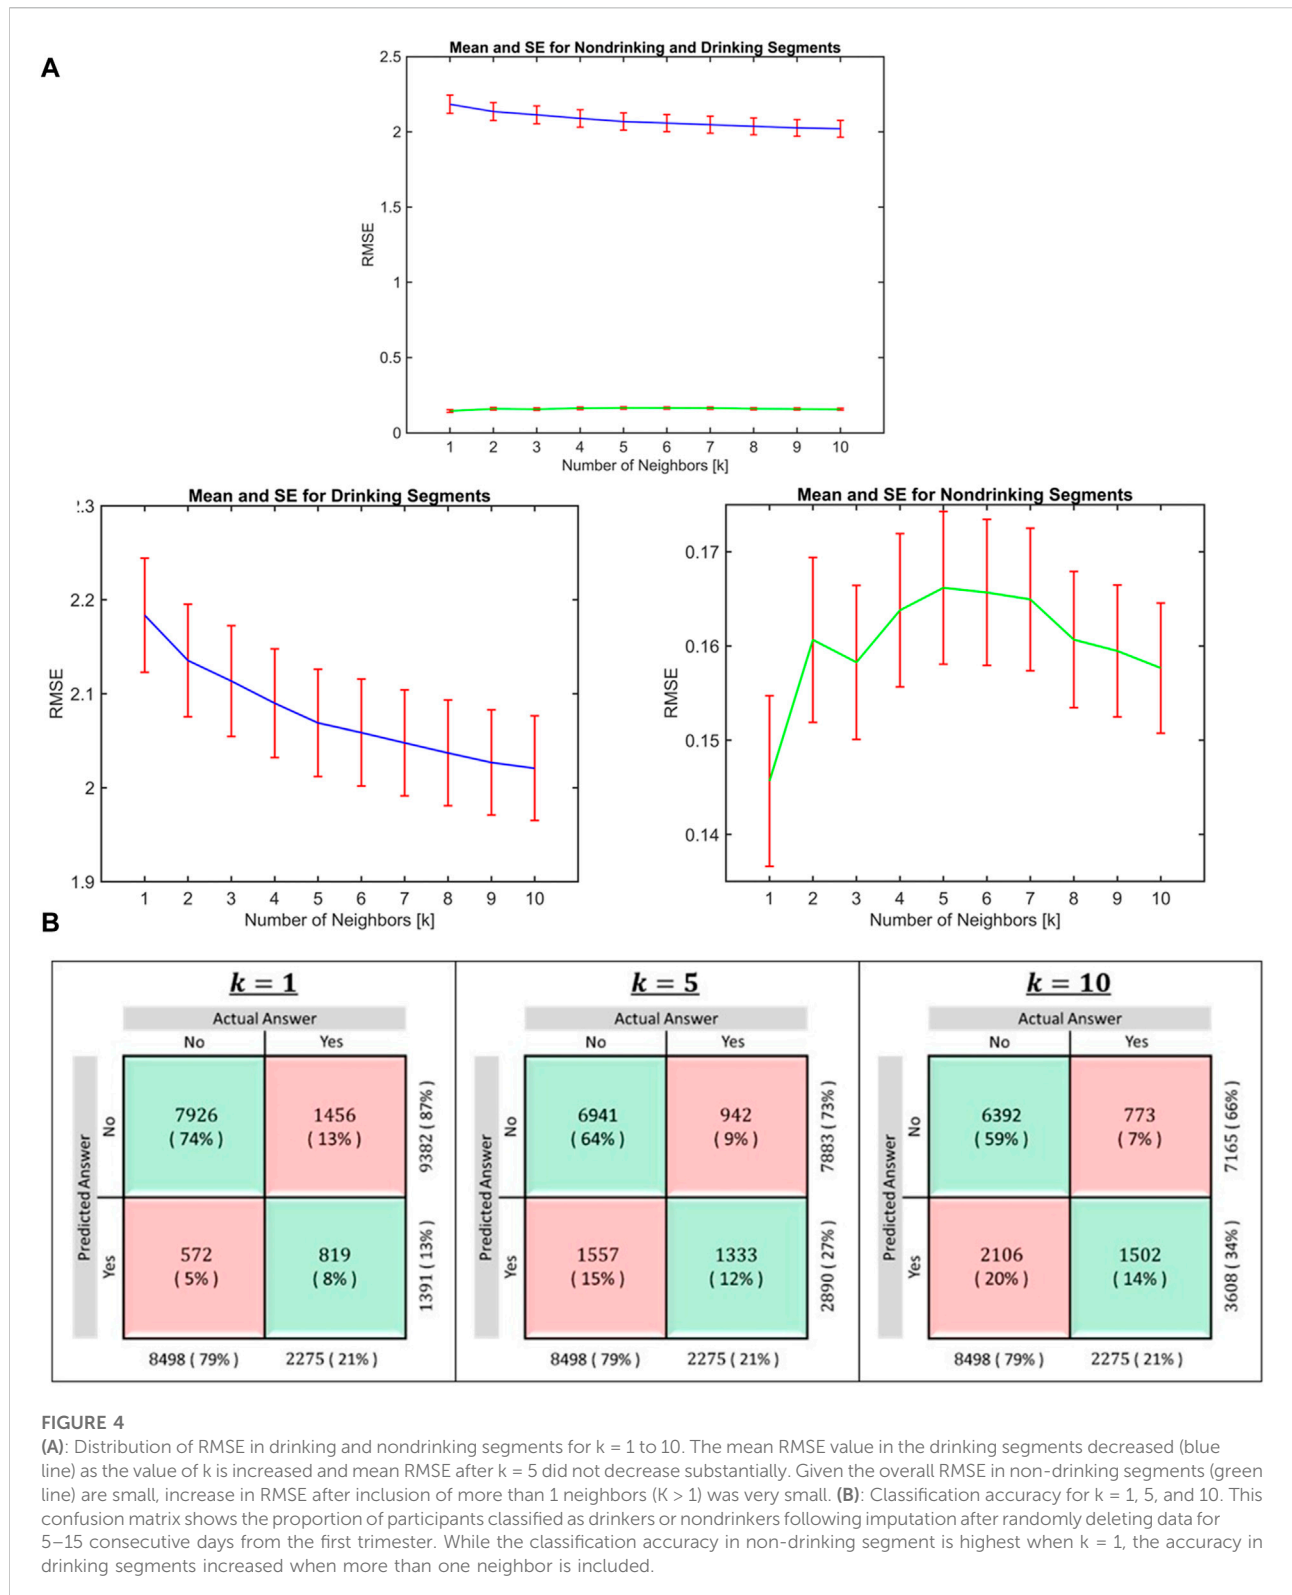 A
Mean and SE for Nondrinking and Drinking Segments
2.5
2
1.5
1
0.5
0
RMSE
1 2 3 4 5 6 7 8 9 10
Number of Neighbors [k]
Mean and SE for Drinking Segments
.3
2.2
2.1
2
1.9
RMSE
1 2 3 4 5 6 7 8 9 10
Number of Neighbors [k]
Mean and SE for Nondrinking Segments
0.17
0.16
0.15
0.14
RMSE
1 2 3 4 5 6 7 8 9 10
Number of Neighbors [k]
B
k = 1
Actual Answer
No Yes
Predicted Answer
No
7926 1456
( 74% ) ( 13% )
9382 ( 87%)
Yes
572 819
( 5% ) ( 8% )
1391 ( 13%)
8498 ( 79% ) 2275 ( 21% )
k = 5
Actual Answer
No Yes
Predicted Answer
No
6941 942
( 64% ) ( 9% )
7883 ( 73%)
Yes
1557 1333
( 15% ) ( 12% )
2890 ( 27%)
8498 ( 79% ) 2275 ( 21% )
k = 10
Actual Answer
No Yes
Predicted Answer
No
6392 773
( 59% ) ( 7% )
7165 ( 66%)
Yes
2106 1502
( 20% ) ( 14% )
3608 ( 34%)
8498 ( 79% ) 2275 ( 21% )
FIGURE 4
(A): Distribution of RMSE in drinking and nondrinking segments for k = 1 to 10. The mean RMSE value in the drinking segments decreased (blue
line) as the value of k is increased and mean RMSE after k = 5 did not decrease substantially. Given the overall RMSE in non-drinking segments (green
line) are small, increase in RMSE after inclusion of more than 1 neighbors (K > 1) was very small. (B): Classification accuracy for k = 1, 5, and 10. This
confusion matrix shows the proportion of participants classified as drinkers or nondrinkers following imputation after randomly deleting data for
5–15 consecutive days from the first trimester. While the classification accuracy in non-drinking segment is highest when k = 1, the accuracy in
drinking segments increased when more than one neighbor is included.